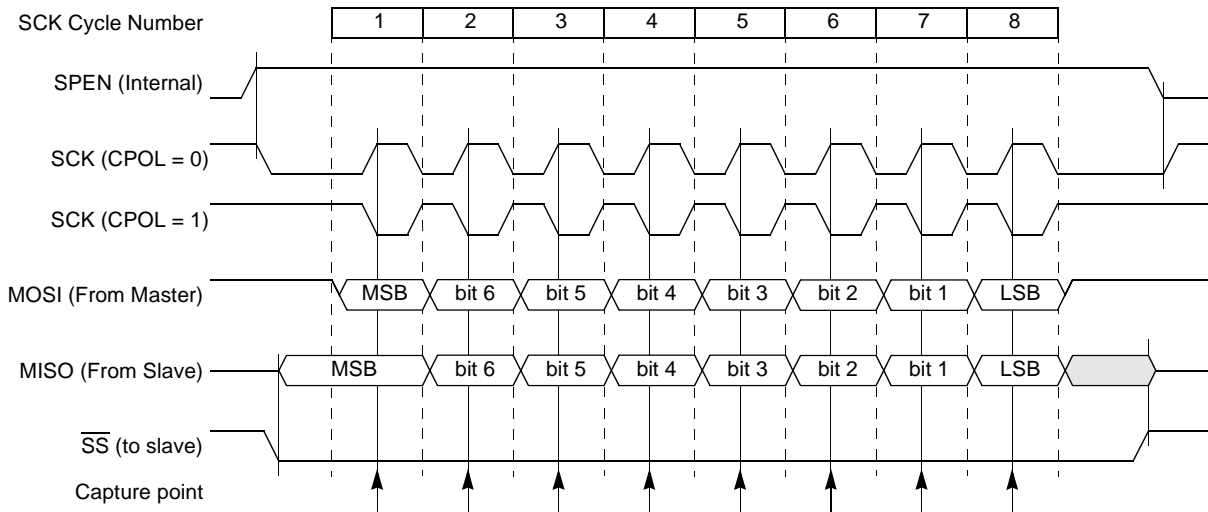 SCK Cycle Number 1 2 3 4 5 6 7 8
SPEN (Internal)
SCK (CPOL = 0)
SCK (CPOL = 1)
MOSI (From Master) MSB bit 6 bit 5 bit 4 bit 3 bit 2 bit 1 LSB
MISO (From Slave) MSB bit 6 bit 5 bit 4 bit 3 bit 2 bit 1 LSB
S̅S̅ (to slave)
Capture point